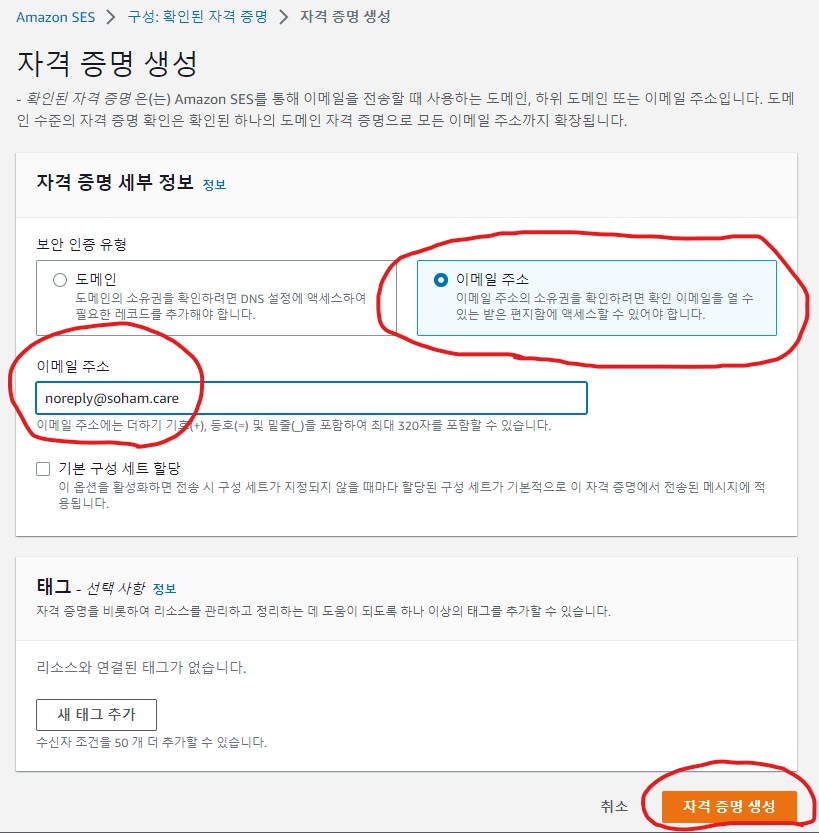 Amazon SES > 구성: 확인된 자격 증명 > 자격 증명 생성
자격 증명 생성
- 확인된 자격 증명 은(는) Amazon SES를 통해 이메일을 전송할 때 사용하는 도메인, 하위 도메인 또는 이메일 주소입니다. 도메
인 수준의 자격 증명 확인은 확인된 하나의 도메인 자격 증명으로 모든 이메일 주소까지 확장됩니다.
자격 증명 세부 정보 정보
보안 인증 유형
도메인
도메인의 소유권을 확인하려면 DNS 설정에 액세스하여
필요한 레코드를 추가해야 합니다.
이메일 주소
이메일 주소의 소유권을 확인하려면 확인 이메일을 열 수
있는 받은 편지함에 액세스할 수 있어야 합니다.
이메일 주소
noreply@soham.care
이메일 주소에는 더하기 기호(+), 등호(=) 및 밑줄(_)을 포함하여 최대 320자를 포함할 수 있습니다.
기본 구성 세트 할당
이 옵션을 활성화하면 전송 시 구성 세트가 지정되지 않을 때마다 할당된 구성 세트가 기본적으로 이 자격 증명에서 전송된 메시지에 적
용됩니다.
태그 - 선택 사항 정보
자격 증명을 비롯하여 리소스를 관리하고 정리하는 데 도움이 되도록 하나 이상의 태그를 추가할 수 있습니다.
리소스와 연결된 태그가 없습니다.
새 태그 추가
수신자 조건을 50 개 더 추가할 수 있습니다.
취소
자격 증명 생성